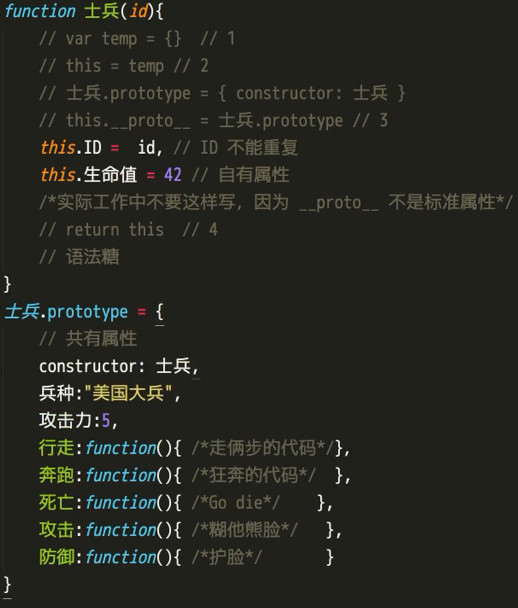 function 士兵(id){
// var temp = {}  // 1
// this = temp // 2
// 士兵.prototype = { constructor: 士兵 }
// this.__proto__ = 士兵.prototype // 3
this.ID =  id, // ID 不能重复
this.生命值 = 42 // 自有属性
/*实际工作中不要这样写, 因为 __proto__ 不是标准属性*/
// return this  // 4
// 语法糖
}
士兵.prototype = {
// 共有属性
constructor: 士兵,
兵种:"美国大兵",
攻击力:5,
行走:function(){ /*走俩步的代码*/},
奔跑:function(){ /*狂奔的代码*/  },
死亡:function(){ /*Go die*/    },
攻击:function(){ /*糊他熊脸*/   },
防御:function(){ /*护脸*/       }
}